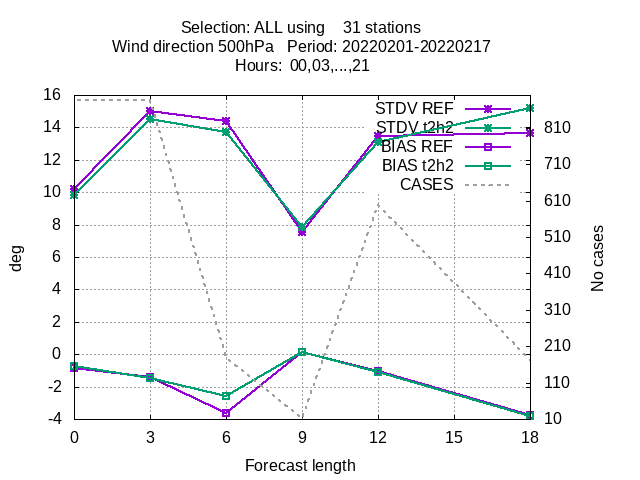 Selection: ALL using 31 stations
Wind direction 500hPa Period: 20220201-20220217
Hours: 00,03,...,21
STDV REF
STDV t2h2
BIAS REF
BIAS t2h2
CASES
16
14
12
10
8
6
4
2
0
-2
-4
deg
810
710
610
510
410
310
210
110
10
No cases
0 3 6 9 12 15 18
Forecast length